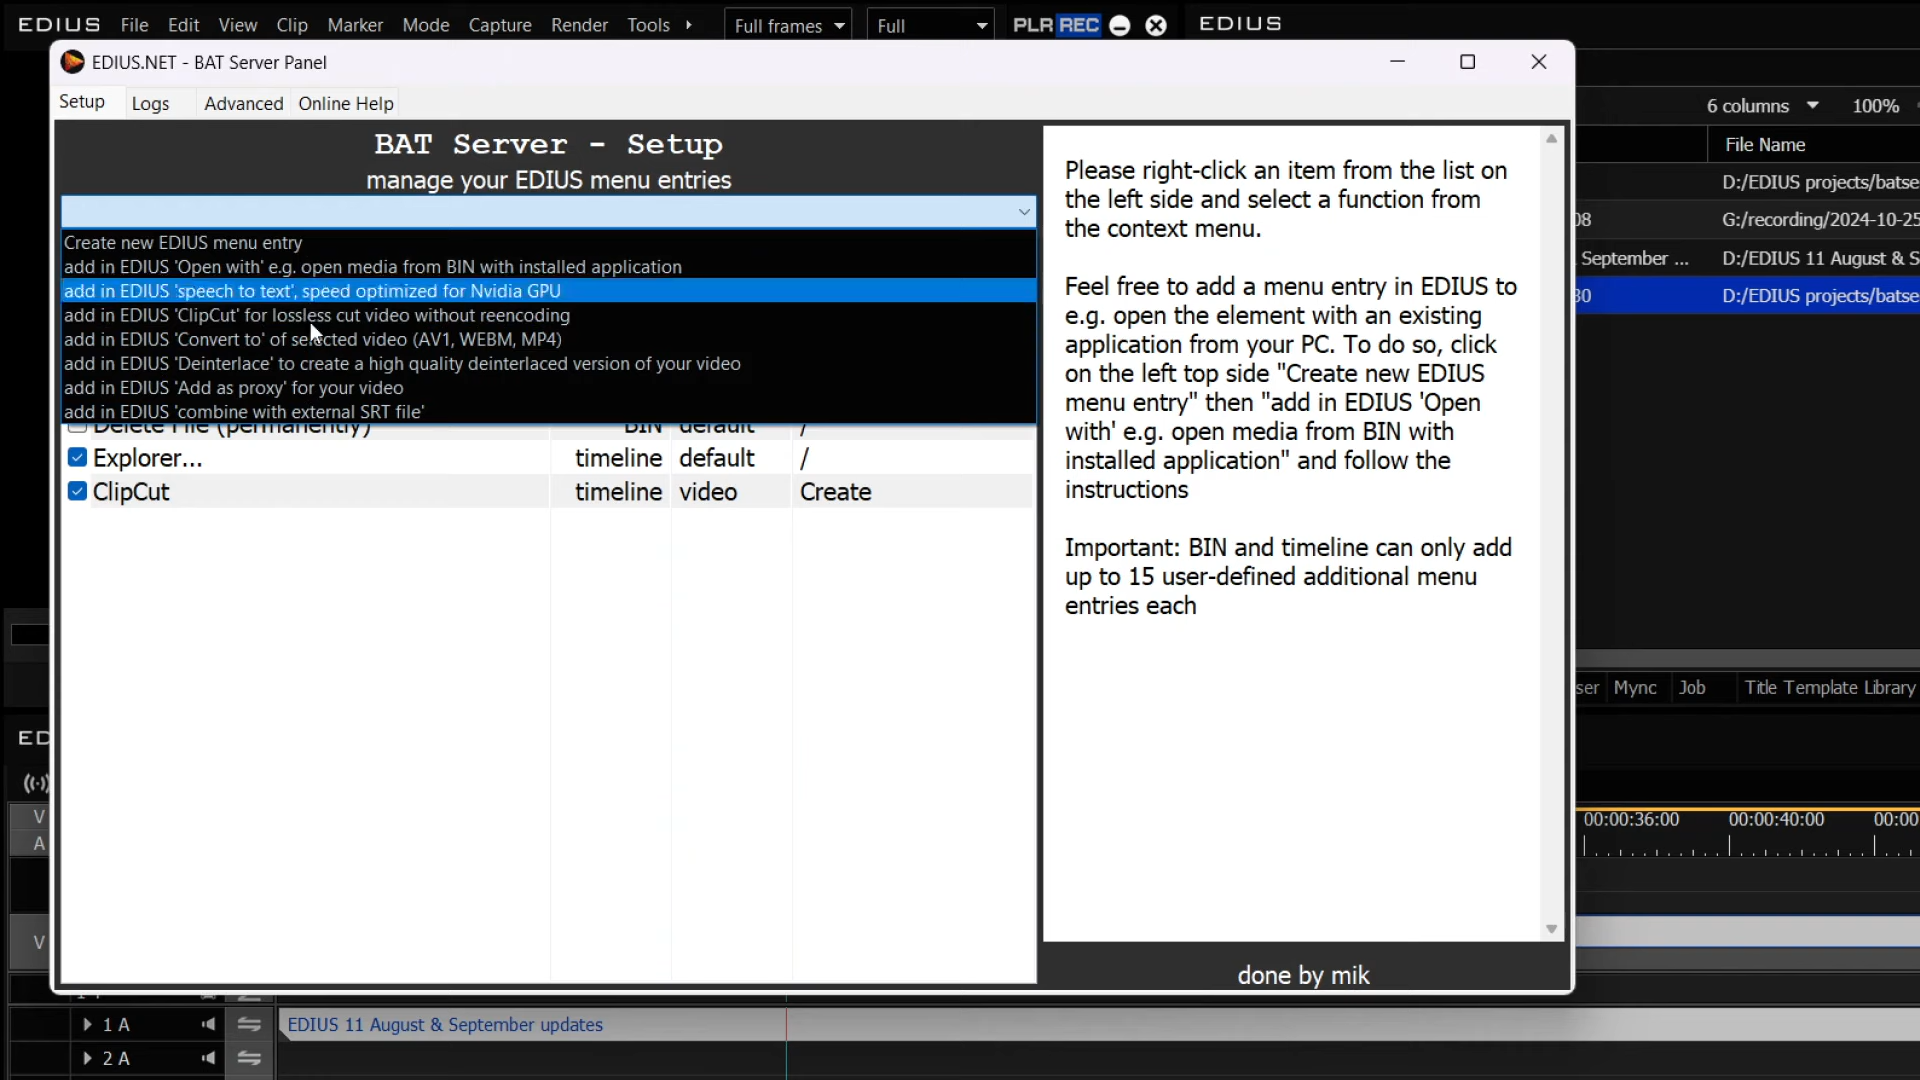 EDIUS File Edit View Clip Marker Mode Capture Render Tools Full frames Full PLR REC EDIUS
EDIUS.NET - BAT Server Panel
Setup Logs Advanced Online Help
BAT Server - Setup
manage your EDIUS menu entries
Create new EDIUS menu entry
add in EDIUS 'Open with' e.g. open media from BIN with installed application
add in EDIUS 'speech to text', speed optimized for Nvidia GPU
add in EDIUS 'ClipCut' for lossless cut video without reencoding
add in EDIUS 'Convert to' of selected video (AV1, WEBM, MP4)
add in EDIUS 'Deinterlace' to create a high quality deinterlaced version of your video
add in EDIUS 'Add as proxy' for your video
add in EDIUS 'combine with external SRT file'
Delete File (permanently) BIN default /
Explorer... timeline default /
ClipCut timeline video Create
Please right-click an item from the list on
the left side and select a function from
the context menu.
Feel free to add a menu entry in EDIUS to
e.g. open the element with an existing
application from your PC. To do so, click
on the left top side "Create new EDIUS
menu entry" then "add in EDIUS 'Open
with' e.g. open media from BIN with
installed application" and follow the
instructions
Important: BIN and timeline can only add
up to 15 user-defined additional menu
entries each
done by mik
6 columns 100%
File Name
D:/EDIUS projects/batse
08 G:/recording/2024-10-25
September ... D:/EDIUS 11 August & S
30 D:/EDIUS projects/batse
ser Mync Job Title Template Library
ED
V
A
V
00:00:36:00 00:00:40:00 00:00
1 A EDIUS 11 August & September updates
2 A